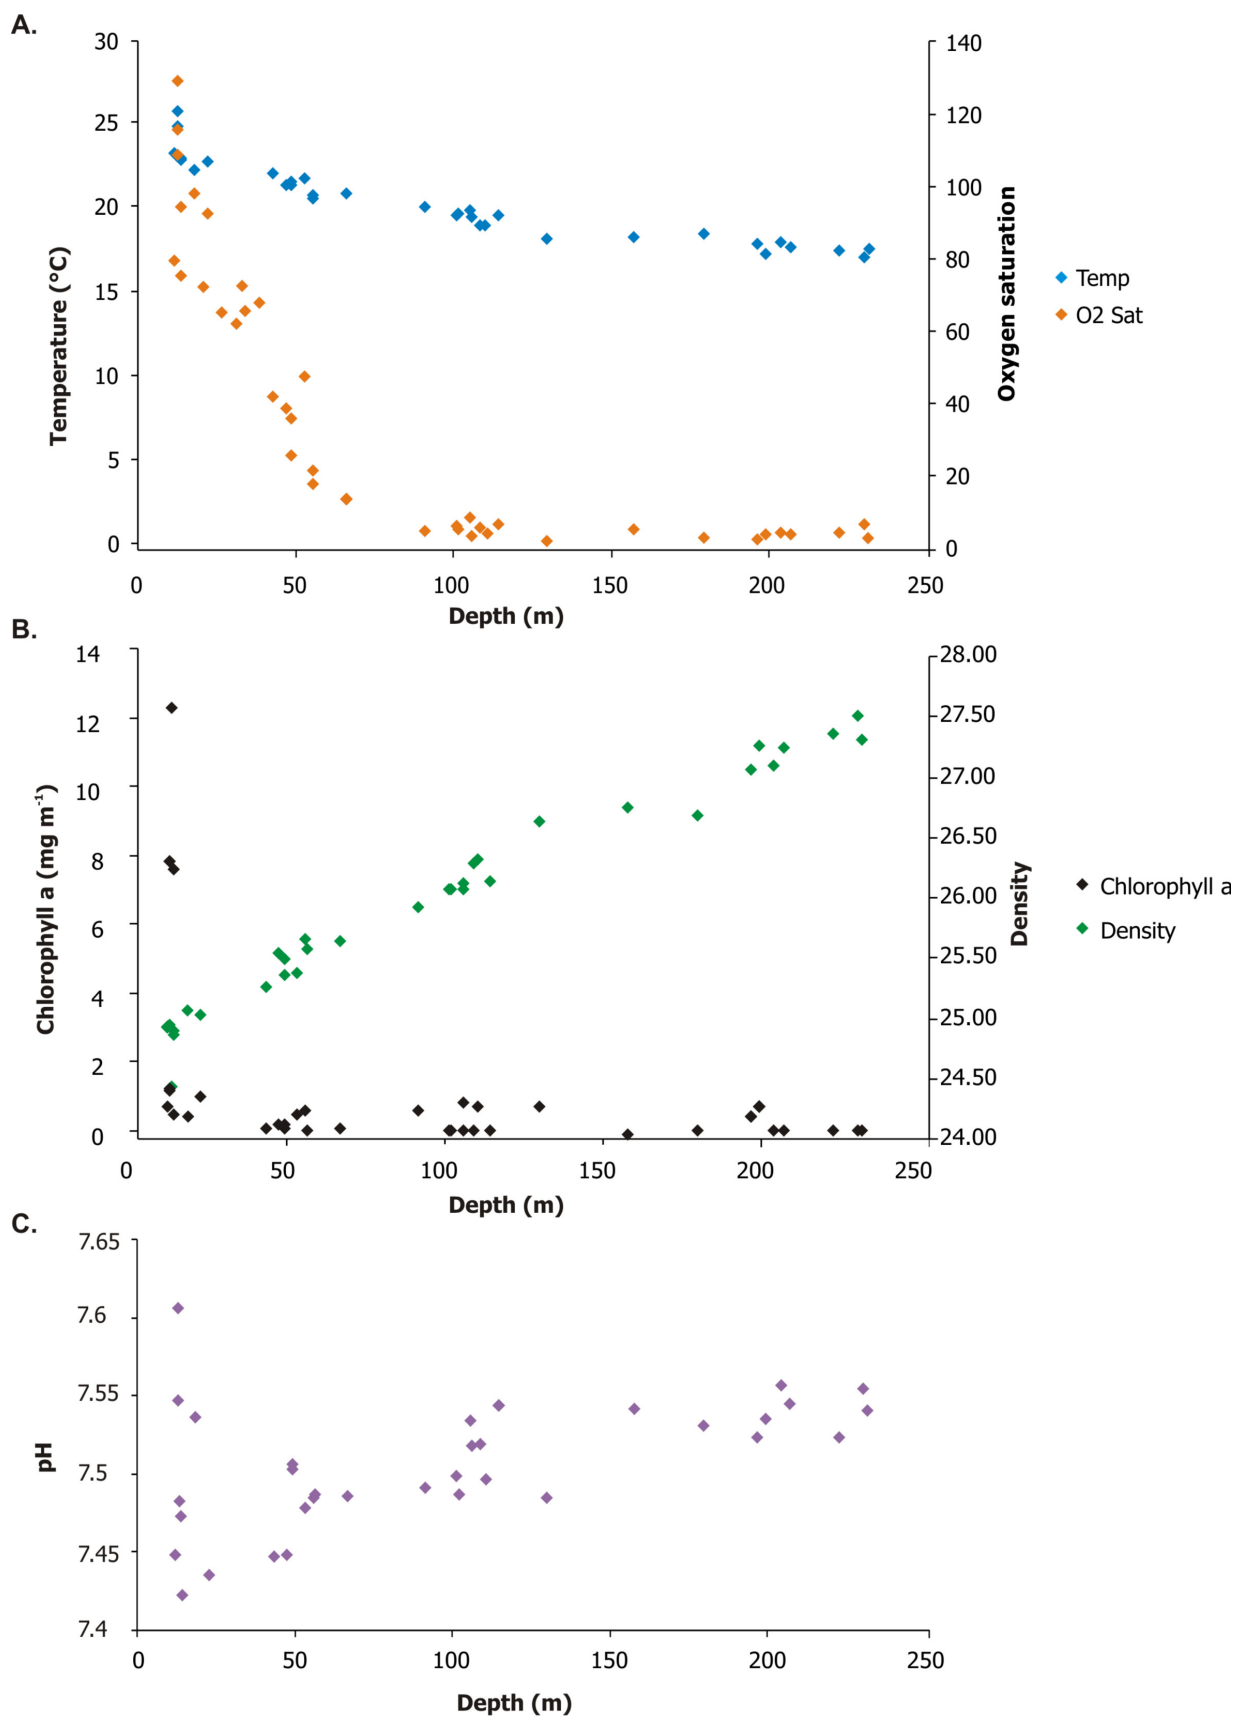 A.
30
25
20
15
10
5
0
Temperature (°C)
140
120
100
80
60
40
20
0
Oxygen saturation
Temp
O2 Sat
0 50 100 150 200 250
Depth (m)
B.
14
12
10
8
6
4
2
0
Chlorophyll a (mg m⁻¹)
28.00
27.50
27.00
26.50
26.00
25.50
25.00
24.50
24.00
Density
Chlorophyll a
Density
0 50 100 150 200 250
Depth (m)
C.
7.65
7.6
7.55
7.5
7.45
7.4
pH
0 50 100 150 200 250
Depth (m)